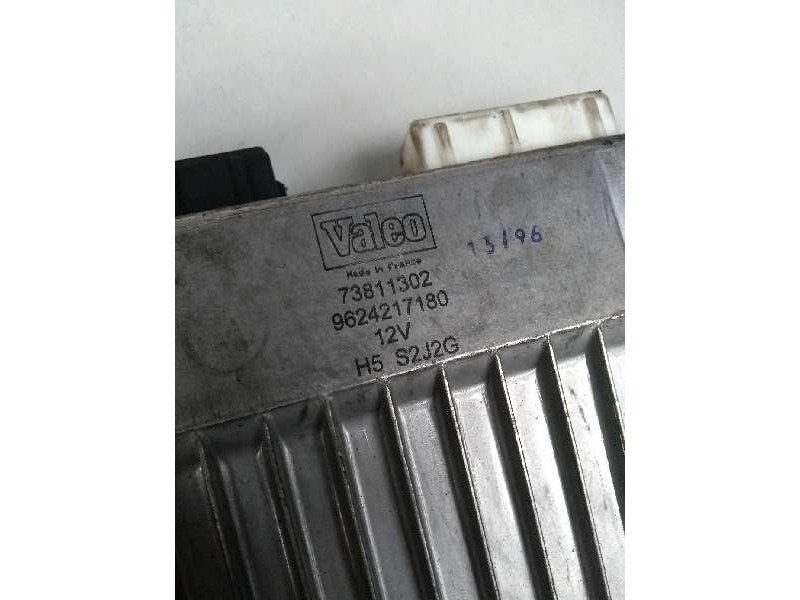 Valeo
Made in France
73811302
9624217180
12V
H5 S2J2G
13/96